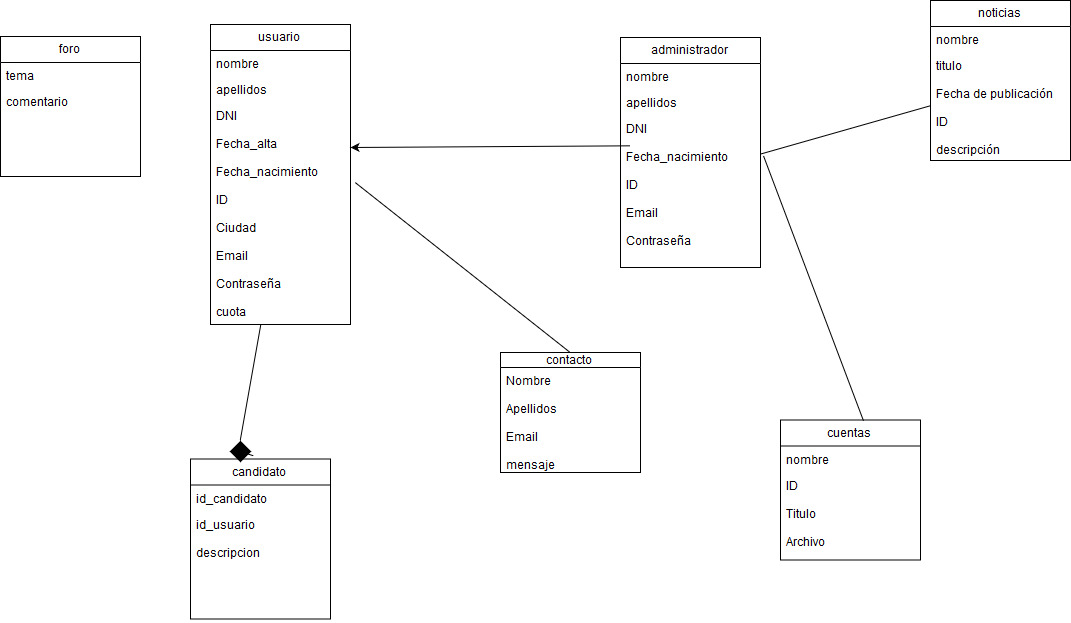 foro
tema
comentario
usuario
nombre
apellidos
DNI
Fecha_alta
Fecha_nacimiento
ID
Ciudad
Email
Contraseña
cuota
administrador
nombre
apellidos
DNI
Fecha_nacimiento
ID
Email
Contraseña
noticias
nombre
titulo
Fecha de publicación
ID
descripción
contacto
Nombre
Apellidos
Email
mensaje
cuentas
nombre
ID
Titulo
Archivo
candidato
id_candidato
id_usuario
descripcion